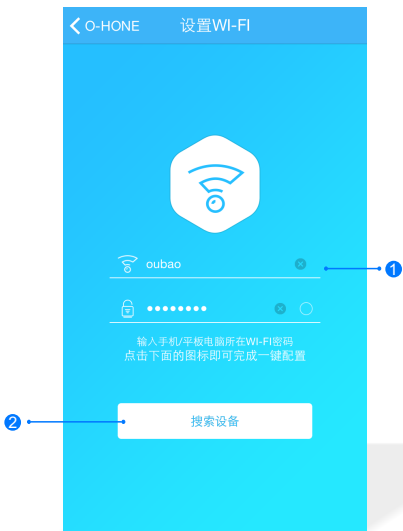 O-HONE 设置WI-FI
oubao
1
••••••••
输入手机/平板电脑所在WI-FI密码
点击下面的图标即可完成一键配置
2
搜索设备